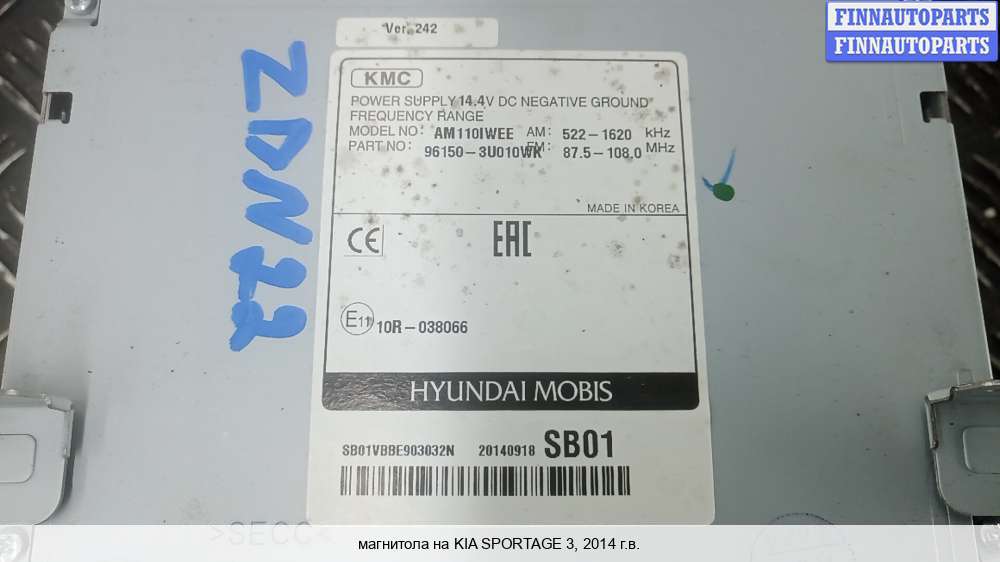 FINNAUTOPARTS
FINNAUTOPARTS
Ver. 242
KMC
POWER SUPPLY 14.4V DC NEGATIVE GROUND
FREQUENCY RANGE
MODEL NO: AM110IWEE AM: 522-1620 kHz
PART NO: 96150-3U010WK FM: 87.5-108.0 MHz
MADE IN KOREA
CE EAC
E11 10R-038066
HYUNDAI MOBIS
SB01VBBE903032N 20140918 SB01
>SECC<
магнитола на KIA SPORTAGE 3, 2014 г.в.